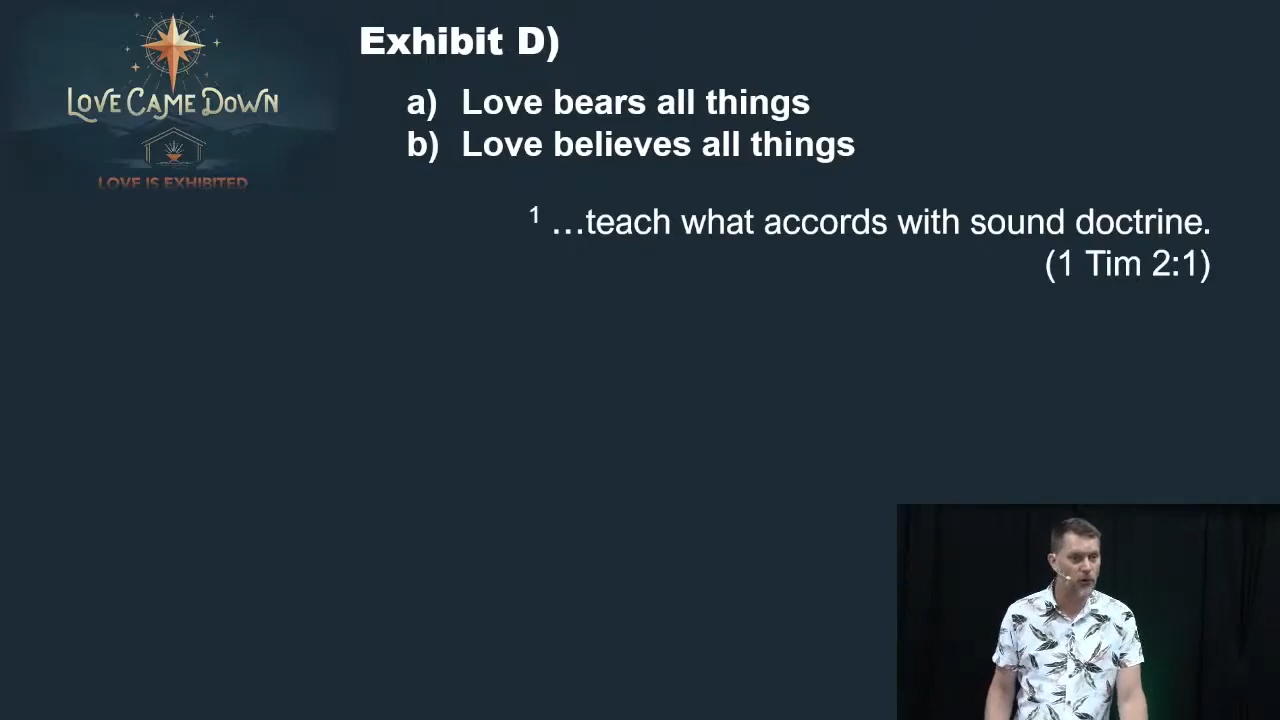 LOVE CAME DOWN
LOVE IS EXHIBITED
Exhibit D)
a) Love bears all things
b) Love believes all things
1 …teach what accords with sound doctrine.
(1 Tim 2:1)